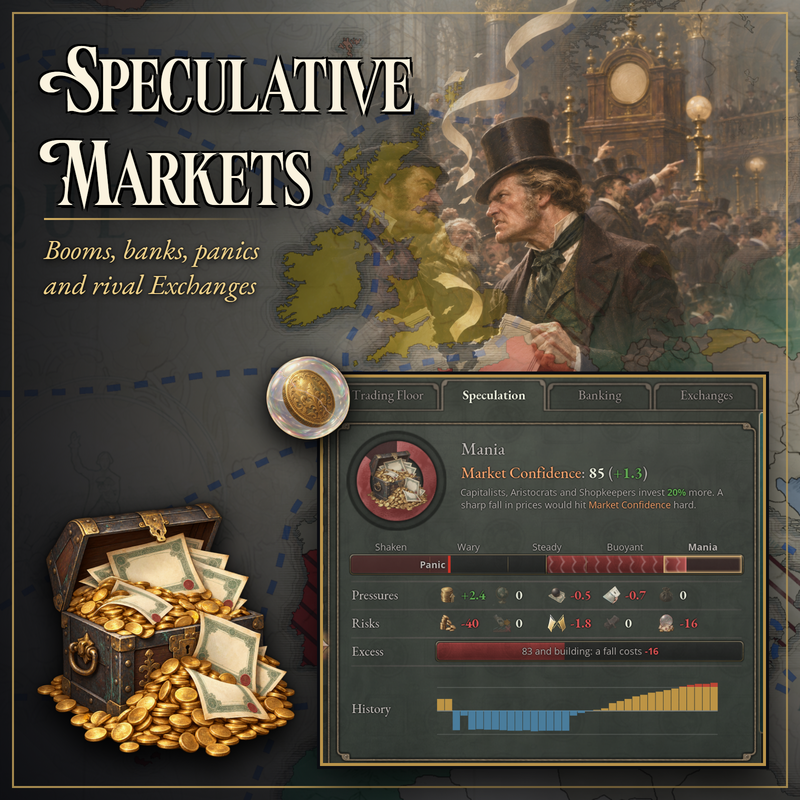 SPECULATIVE
MARKETS
Booms, banks, panics
and rival Exchanges
Trading Floor
Speculation
Banking
Exchanges
Mania
Market Confidence: 85 (+1.3)
Capitalists, Aristocrats and Shopkeepers invest 20% more. A
sharp fall in prices would hit Market Confidence hard.
Shaken Wary Steady Buoyant Mania
Panic
Pressures +2.4 0 -0.5 -0.7 0
Risks -40 0 -1.8 0 -16
Excess 83 and building: a fall costs -16
History